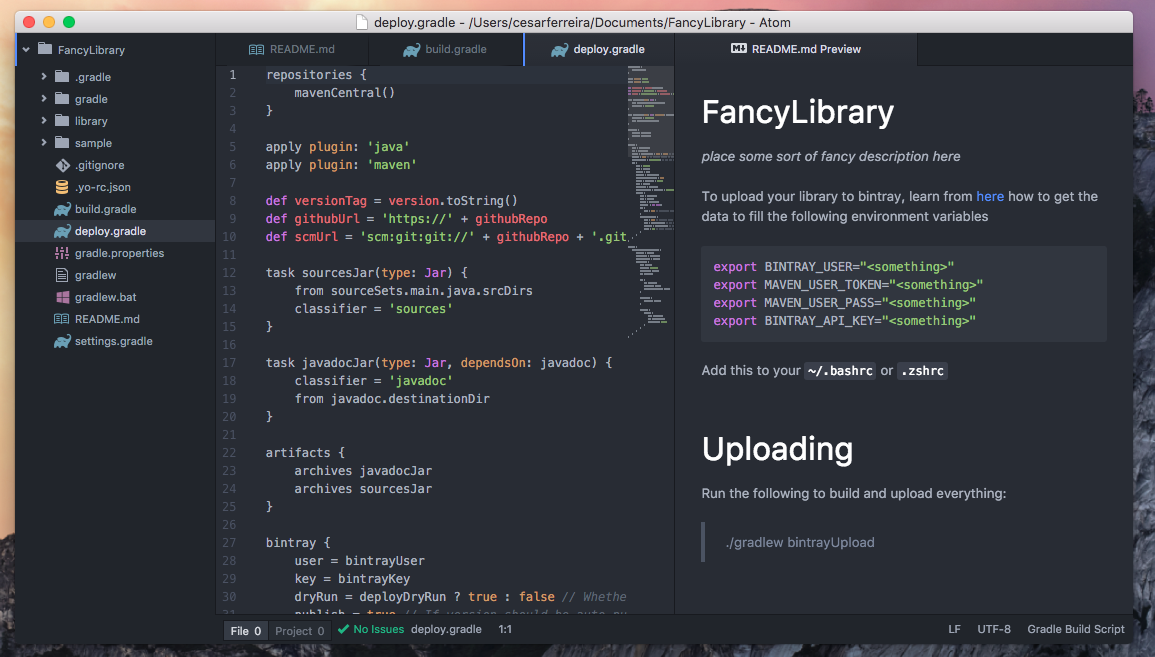 deploy.gradle - /Users/cesarferreira/Documents/FancyLibrary - Atom
FancyLibrary
.gradle
gradle
library
sample
.gitignore
.yo-rc.json
build.gradle
deploy.gradle
gradle.properties
gradlew
gradlew.bat
README.md
settings.gradle
README.md
build.gradle
deploy.gradle
README.md Preview
1 repositories {
2 mavenCentral()
3 }
4
5 apply plugin: 'java'
6 apply plugin: 'maven'
7
8 def versionTag = version.toString()
9 def githubUrl = 'https://' + githubRepo
10 def scmUrl = 'scm:git:git://' + githubRepo + '.git
11
12 task sourcesJar(type: Jar) {
13 from sourceSets.main.java.srcDirs
14 classifier = 'sources'
15 }
16
17 task javadocJar(type: Jar, dependsOn: javadoc) {
18 classifier = 'javadoc'
19 from javadoc.destinationDir
20 }
21
22 artifacts {
23 archives javadocJar
24 archives sourcesJar
25 }
26
27 bintray {
28 user = bintrayUser
29 key = bintrayKey
30 dryRun = deployDryRun ? true : false // Whethe
31 publish = true // If version should be auto pu
FancyLibrary
place some sort of fancy description here
To upload your library to bintray, learn from here how to get the
data to fill the following environment variables
export BINTRAY_USER="<something>"
export MAVEN_USER_TOKEN="<something>"
export MAVEN_USER_PASS="<something>"
export BINTRAY_API_KEY="<something>"
Add this to your ~/.bashrc or .zshrc
Uploading
Run the following to build and upload everything:
./gradlew bintrayUpload
File 0 Project 0 No Issues deploy.gradle 1:1 LF UTF-8 Gradle Build Script